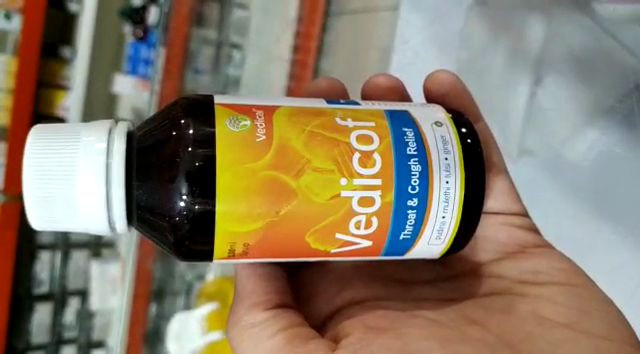 Vedical
Vedicof
Throat & Cough Relief
pudina • mulethi • tulsi • ginger